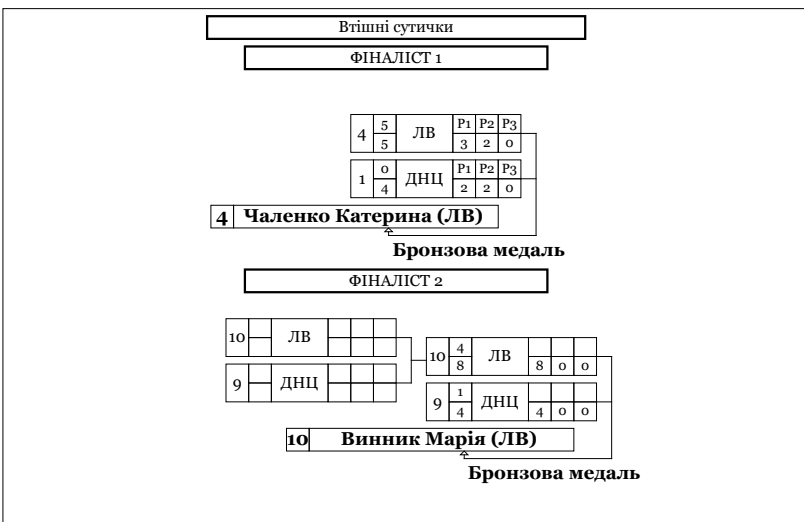 Втішні сутички
ФІНАЛІСТ 1
4 5 ЛВ Р1 Р2 Р3
5 3 2 0
1 0 ДНЦ Р1 Р2 Р3
4 2 2 0
4 Чаленко Катерина (ЛВ)
Бронзова медаль
ФІНАЛІСТ 2
10 ЛВ
10 4 ЛВ
8 8 0 0
9 ДНЦ
9 1 ДНЦ
4 4 0 0
10 Винник Марія (ЛВ)
Бронзова медаль